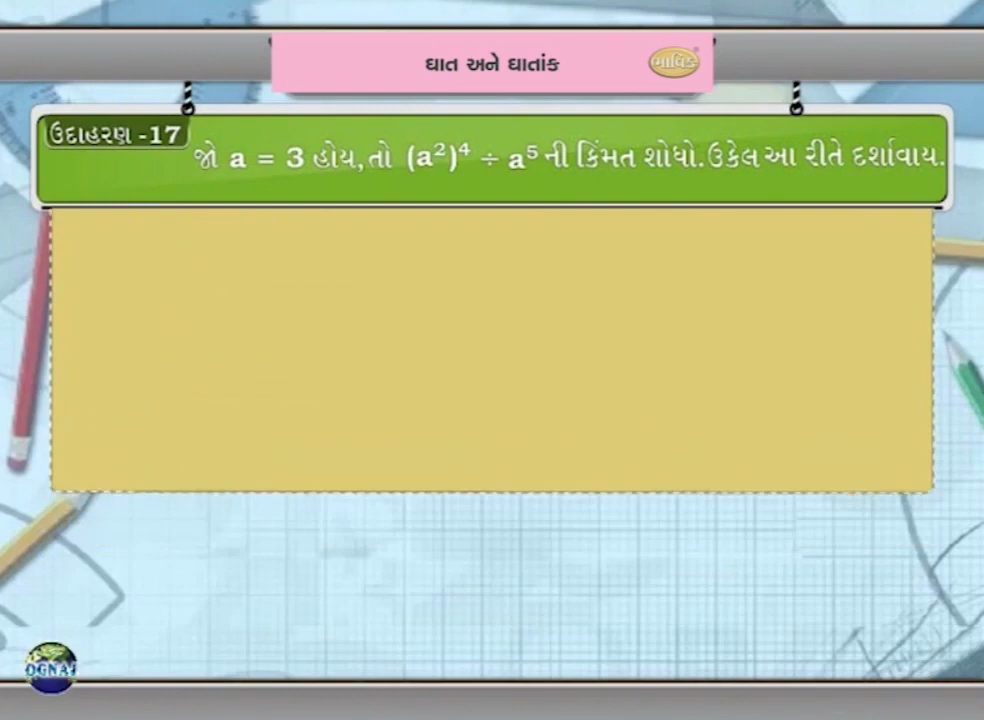 ઘાત અને ઘાતાંક
ભાવિક
ઉદાહરણ -17
જો a = 3 હોય, તો (a²)⁴ ÷ a⁵ ની કિંમત શોધો. ઉકેલ આ રીતે દર્શાવાય.